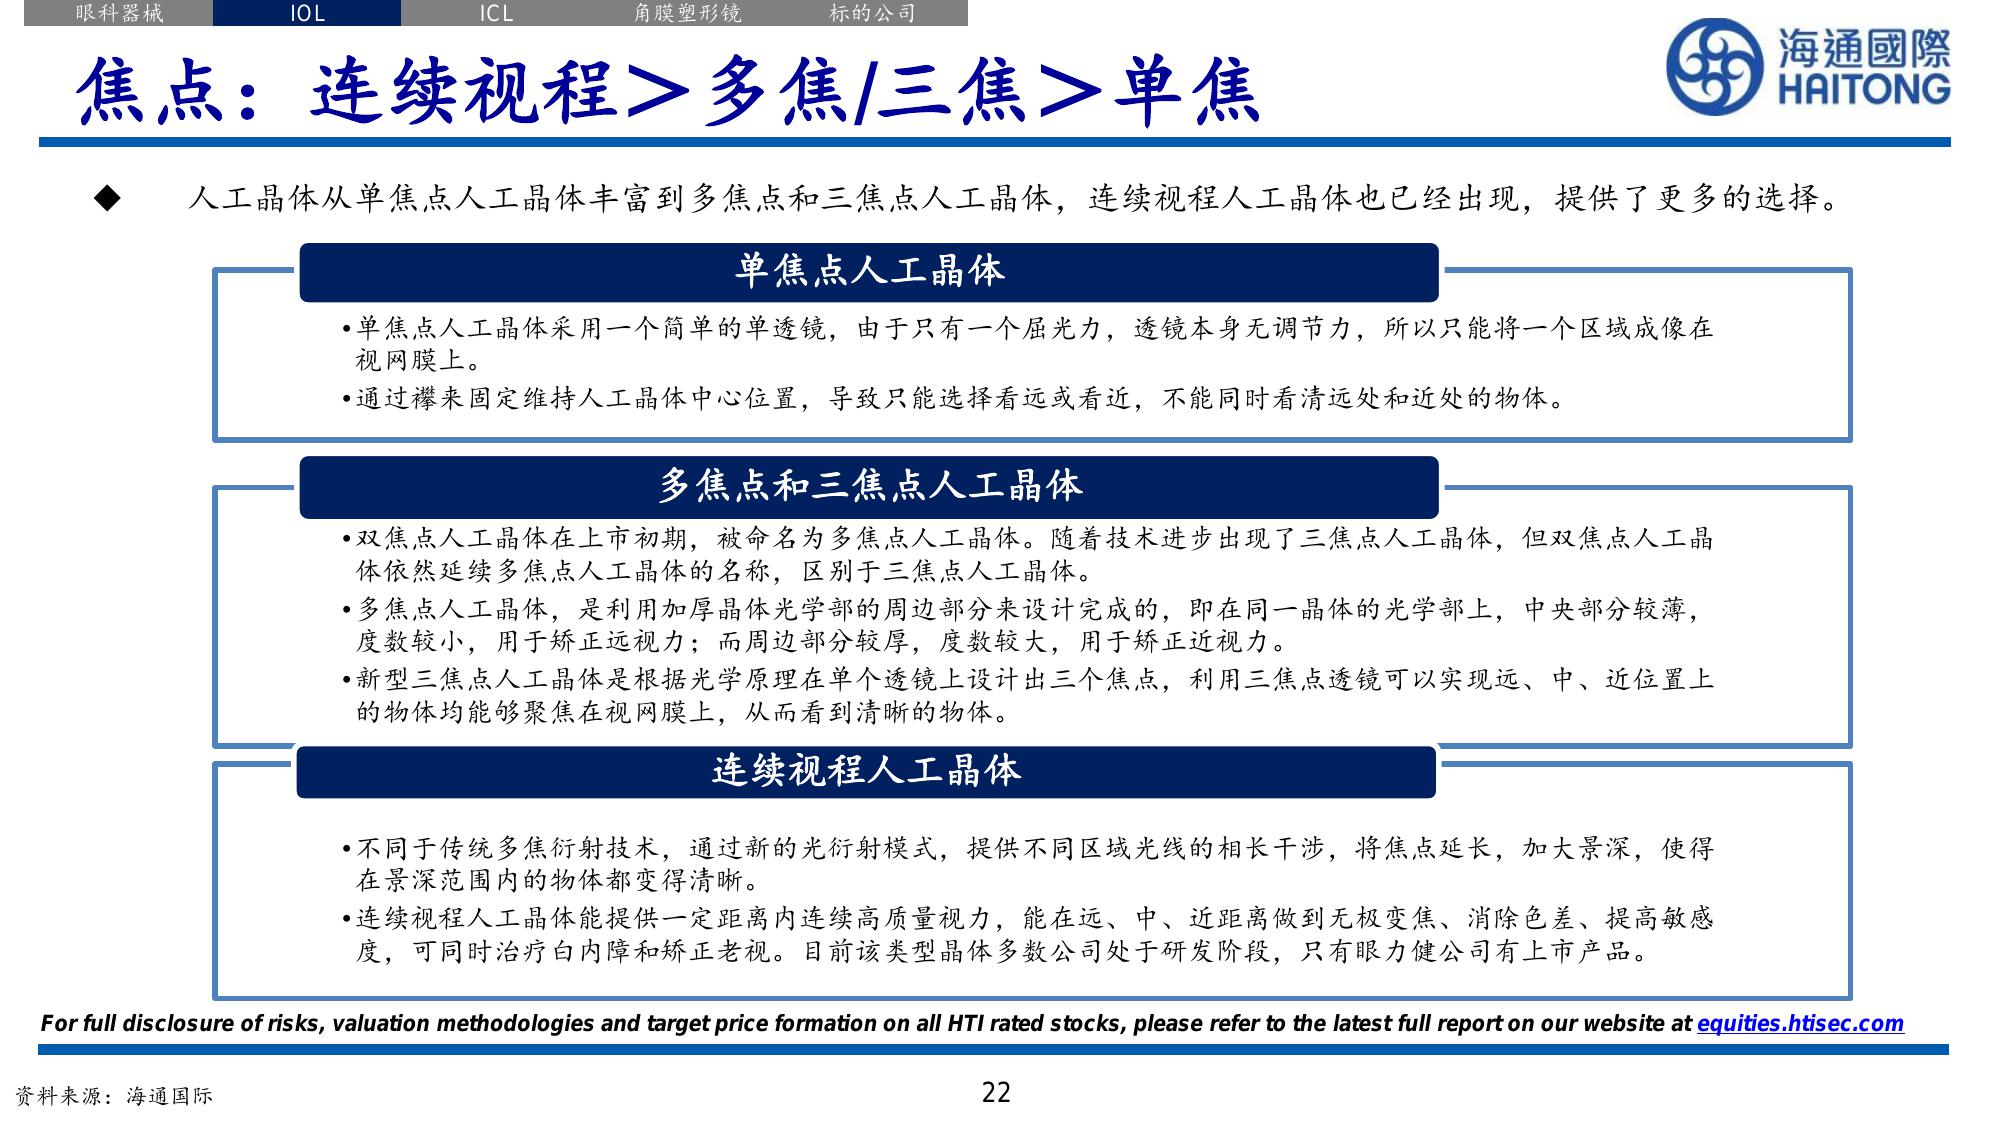 眼科器械 IOL ICL 角膜塑形镜 标的公司
海通國際
HAITONG
焦点：连续视程＞多焦/三焦＞单焦
◆ 人工晶体从单焦点人工晶体丰富到多焦点和三焦点人工晶体，连续视程人工晶体也已经出现，提供了更多的选择。
单焦点人工晶体
•单焦点人工晶体采用一个简单的单透镜，由于只有一个屈光力，透镜本身无调节力，所以只能将一个区域成像在
视网膜上。
•通过襻来固定维持人工晶体中心位置，导致只能选择看远或看近，不能同时看清远处和近处的物体。
多焦点和三焦点人工晶体
•双焦点人工晶体在上市初期，被命名为多焦点人工晶体。随着技术进步出现了三焦点人工晶体，但双焦点人工晶
体依然延续多焦点人工晶体的名称，区别于三焦点人工晶体。
•多焦点人工晶体，是利用加厚晶体光学部的周边部分来设计完成的，即在同一晶体的光学部上，中央部分较薄，
度数较小，用于矫正远视力；而周边部分较厚，度数较大，用于矫正近视力。
•新型三焦点人工晶体是根据光学原理在单个透镜上设计出三个焦点，利用三焦点透镜可以实现远、中、近位置上
的物体均能够聚焦在视网膜上，从而看到清晰的物体。
连续视程人工晶体
•不同于传统多焦衍射技术，通过新的光衍射模式，提供不同区域光线的相长干涉，将焦点延长，加大景深，使得
在景深范围内的物体都变得清晰。
•连续视程人工晶体能提供一定距离内连续高质量视力，能在远、中、近距离做到无极变焦、消除色差、提高敏感
度，可同时治疗白内障和矫正老视。目前该类型晶体多数公司处于研发阶段，只有眼力健公司有上市产品。
For full disclosure of risks, valuation methodologies and target price formation on all HTI rated stocks, please refer to the latest full report on our website at equities.htisec.com
资料来源：海通国际
22